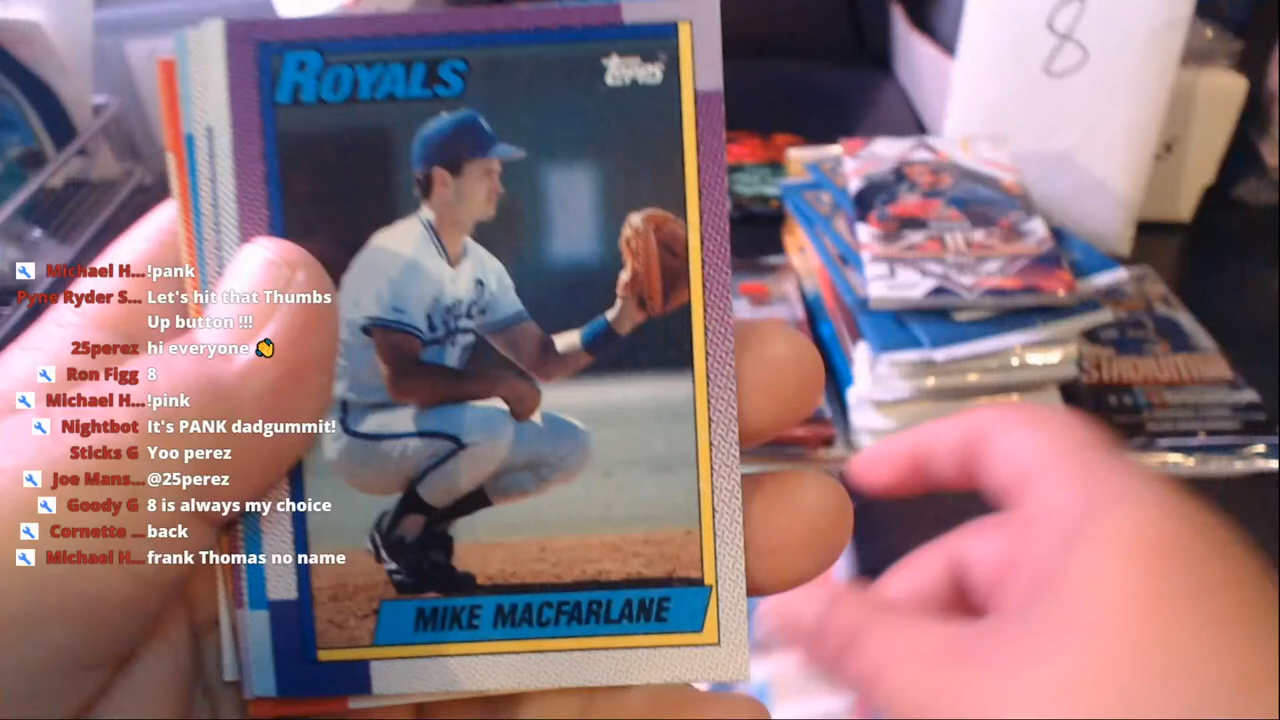 ROYALS
Topps
8
Michael H... !pank
Pyne Ryder S... Let's hit that Thumbs
Up button !!!
25perez hi everyone 👏
Ron Figg 8
Michael H... !pink
Nightbot It's PANK dadgummit!
Sticks G Yoo perez
Joe Mans... @25perez
Goody G 8 is always my choice
Cornette ... back
Michael H... frank Thomas no name
STADIUM
MIKE MACFARLANE